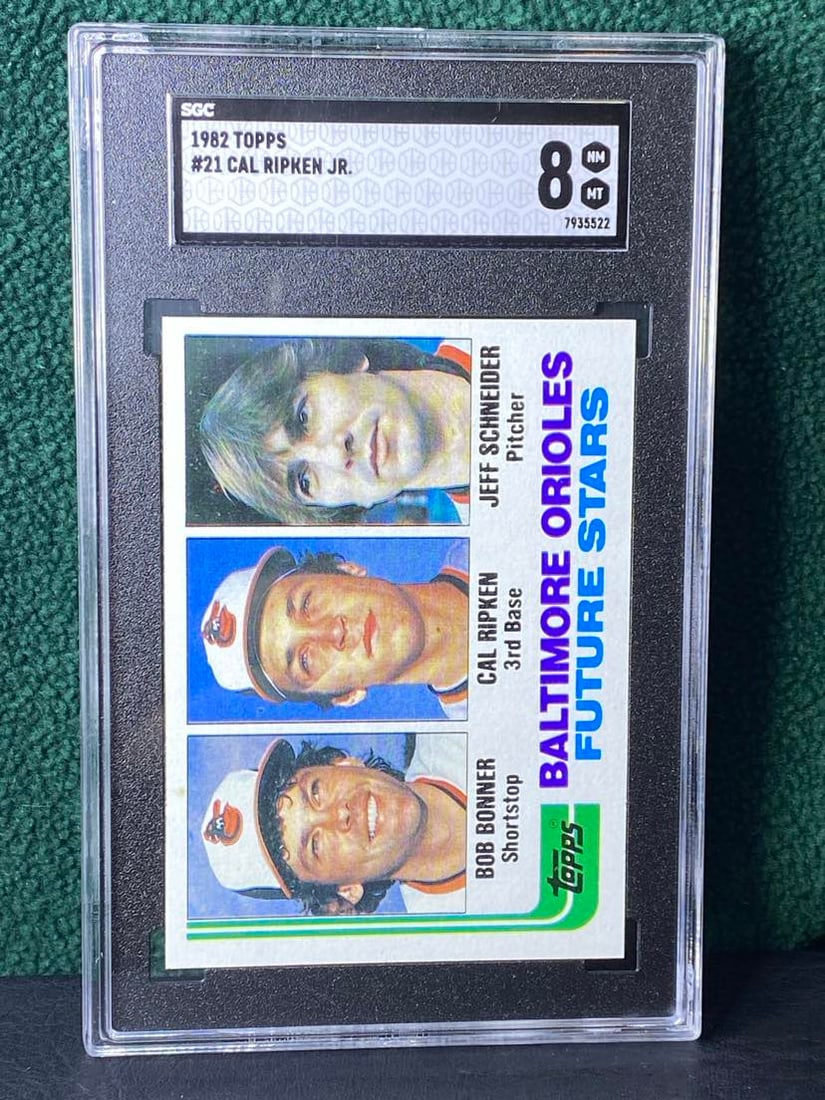 SGC
1982 TOPPS
#21 CAL RIPKEN JR.
8
NM
MT
7935522
BOB BONNER
Shortstop
CAL RIPKEN
3rd Base
JEFF SCHNEIDER
Pitcher
topps®
BALTIMORE ORIOLES
FUTURE STARS